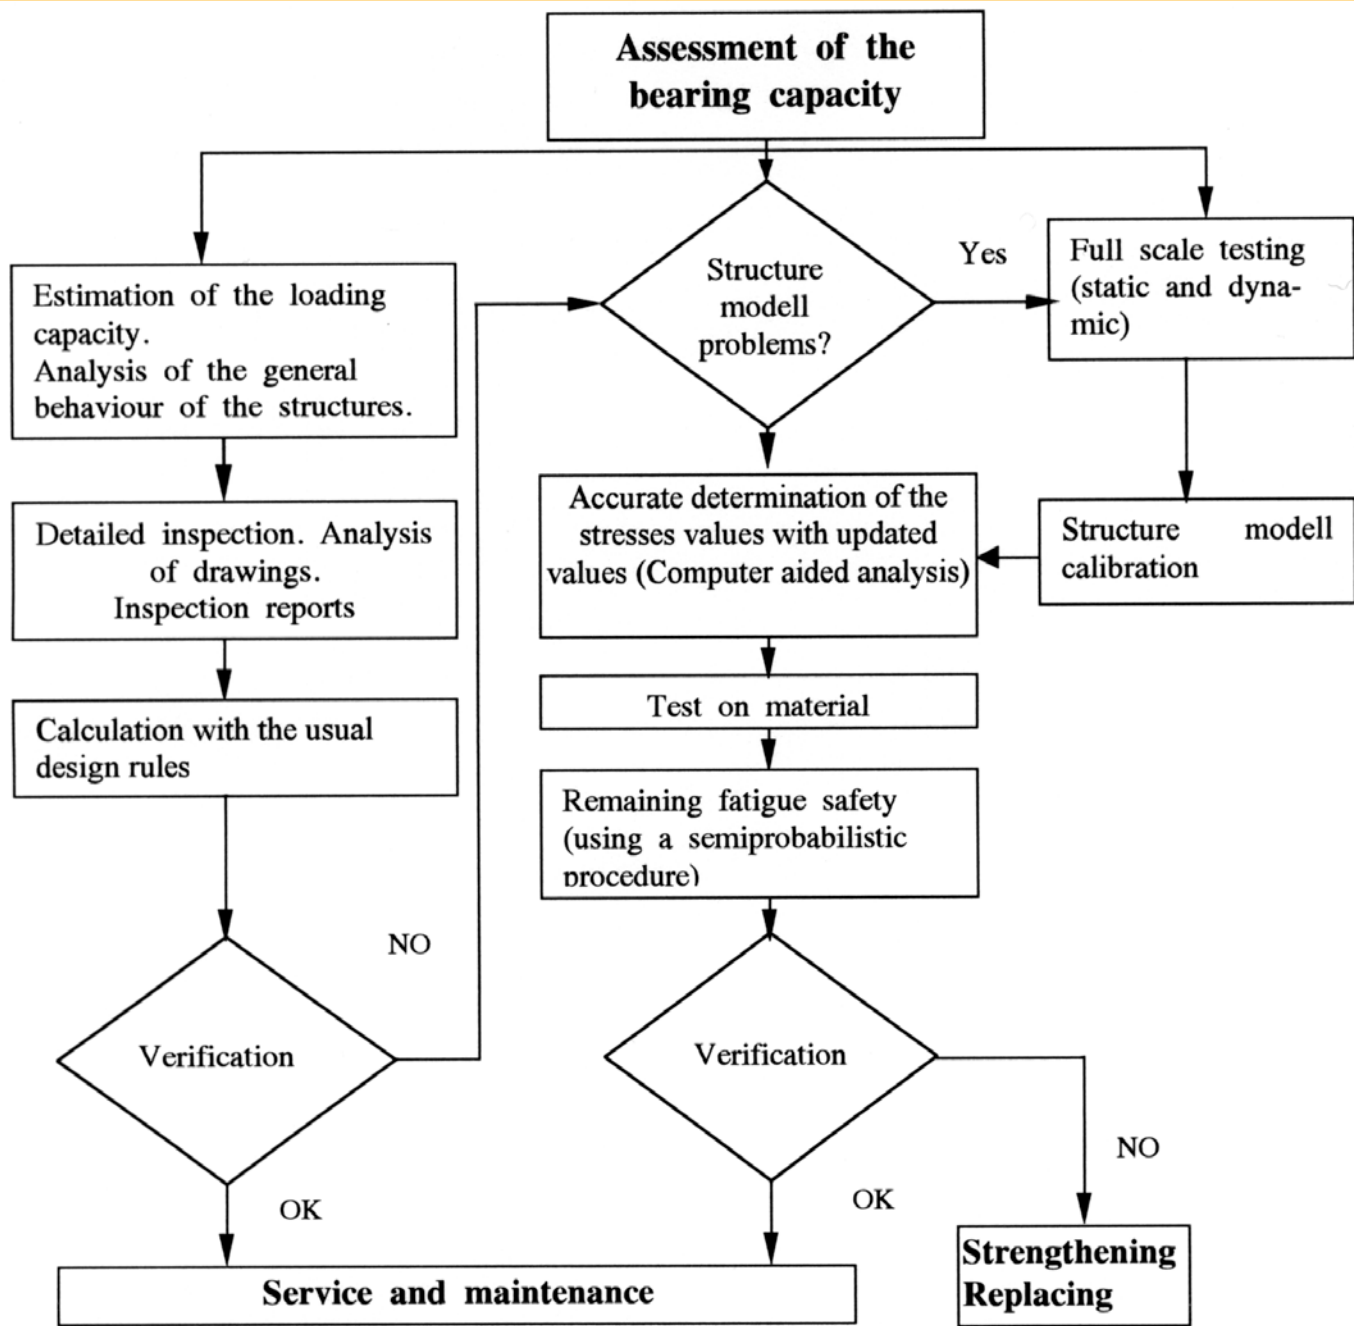 Assessment of the
bearing capacity
Estimation of the loading
capacity.
Analysis of the general
behaviour of the structures.
Detailed inspection. Analysis
of drawings.
Inspection reports
Calculation with the usual
design rules
Verification
NO
OK
Structure
modell
problems?
Yes
Full scale testing
(static and dyna-
mic)
Structure modell
calibration
Accurate determination of the
stresses values with updated
values (Computer aided analysis)
Test on material
Remaining fatigue safety
(using a semiprobabilistic
procedure)
Verification
OK
NO
Service and maintenance
Strengthening
Replacing